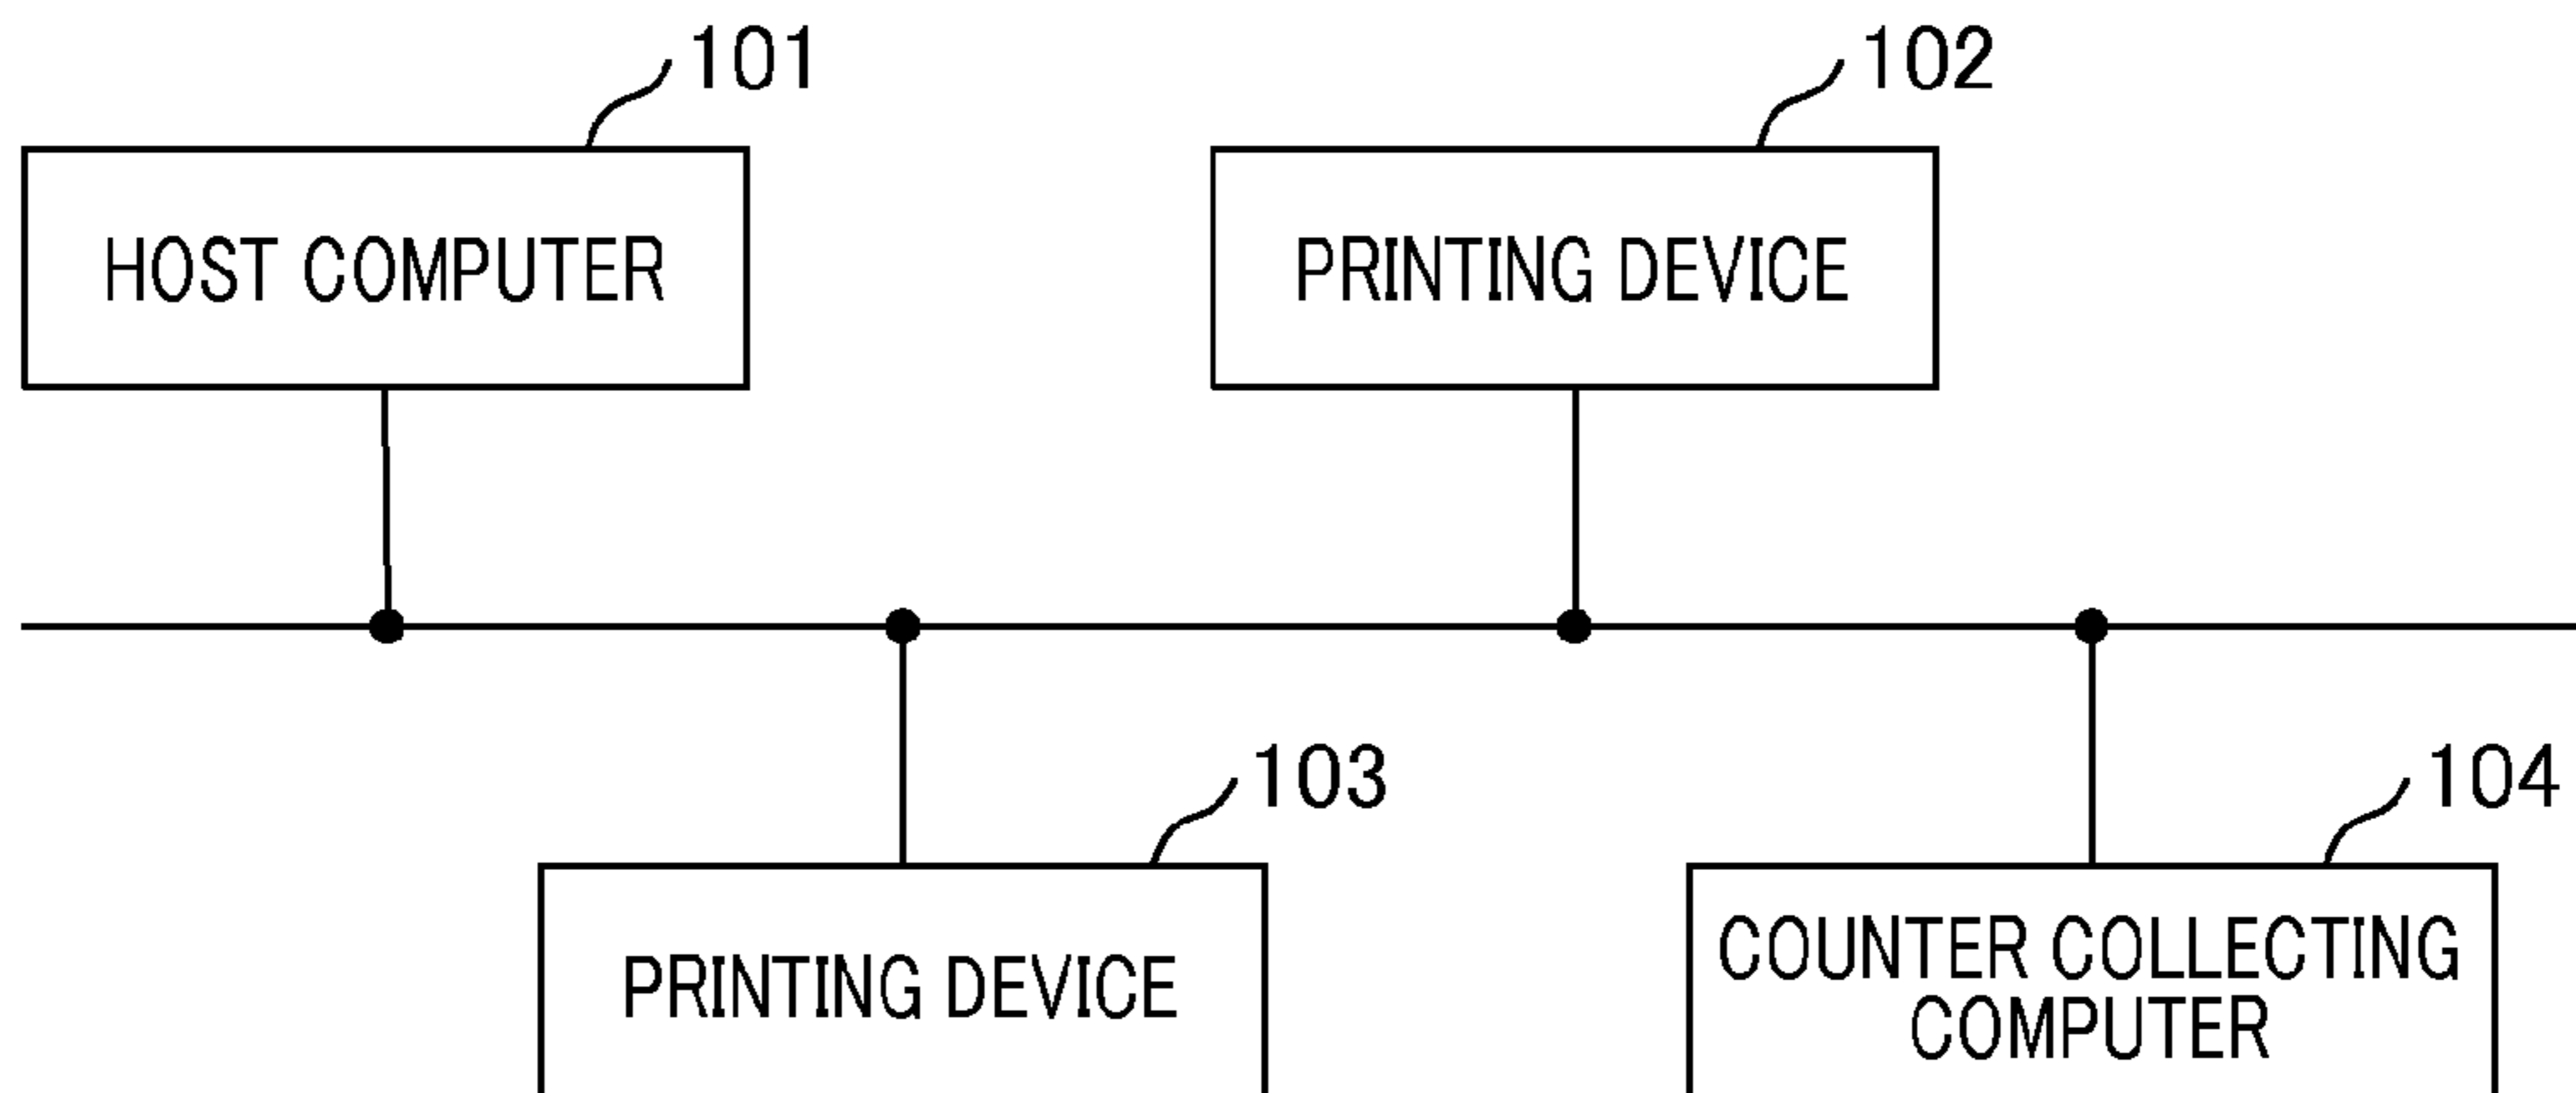 101
102
HOST COMPUTER
PRINTING DEVICE
103
104
PRINTING DEVICE
COUNTER COLLECTING
COMPUTER